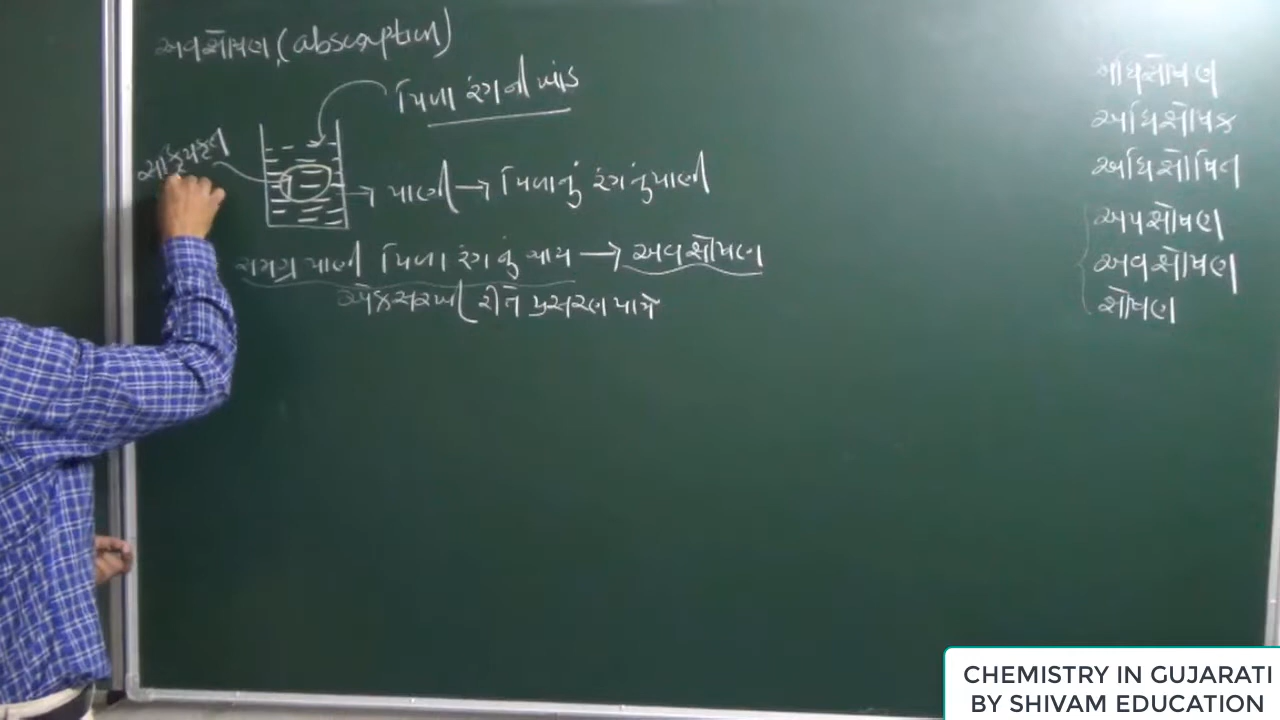 અવશોષણ (absorption)
પિળા રંગની ખાંડ
પાણી → પિળાનું રંગનુ પાણી
સમગ્ર પાણી પિળા રંગનું થાય → અવશોષણ
એકસરખી રીતે પ્રસરણ પામે
અધિશોષણ
અધિશોષક
અધિશોષિત
અપશોષણ
અવશોષણ
શોષણ
CHEMISTRY IN GUJARATI
BY SHIVAM EDUCATION